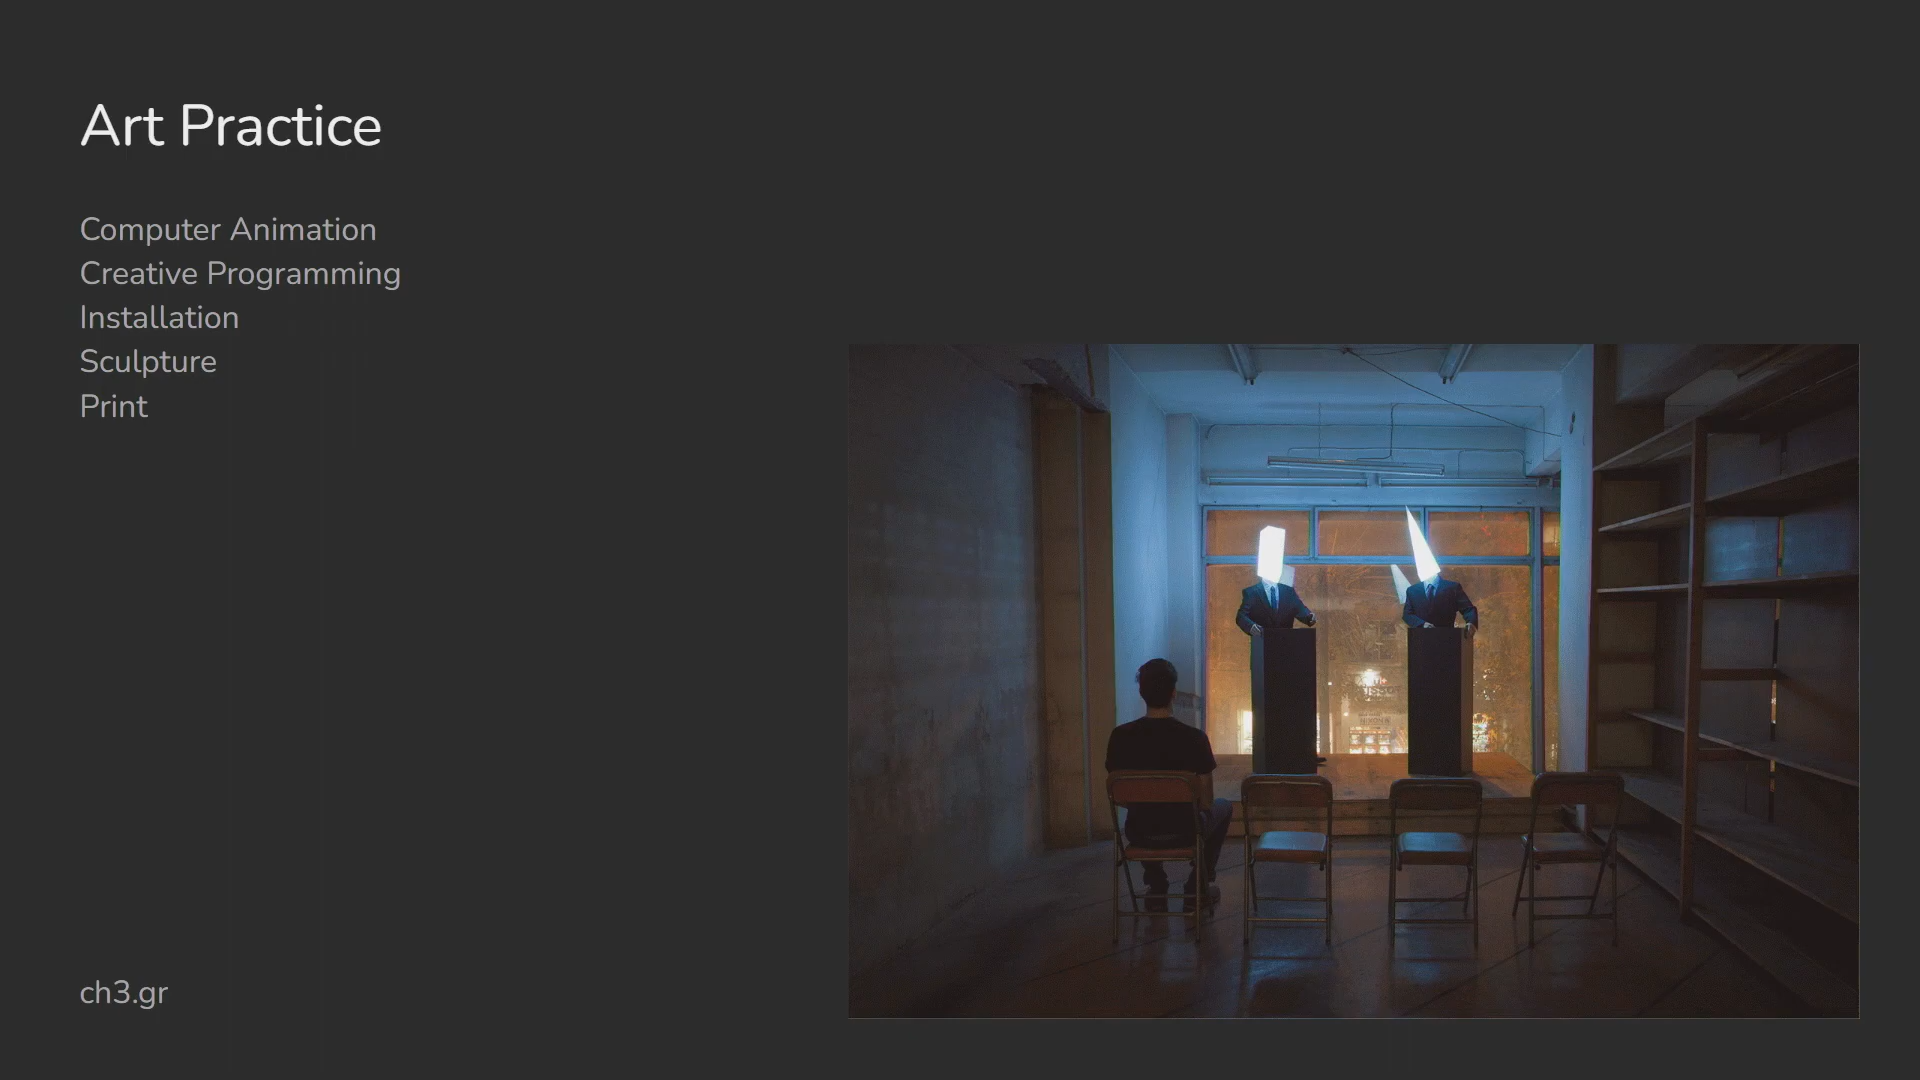 Art Practice
Computer Animation
Creative Programming
Installation
Sculpture
Print
ch3.gr